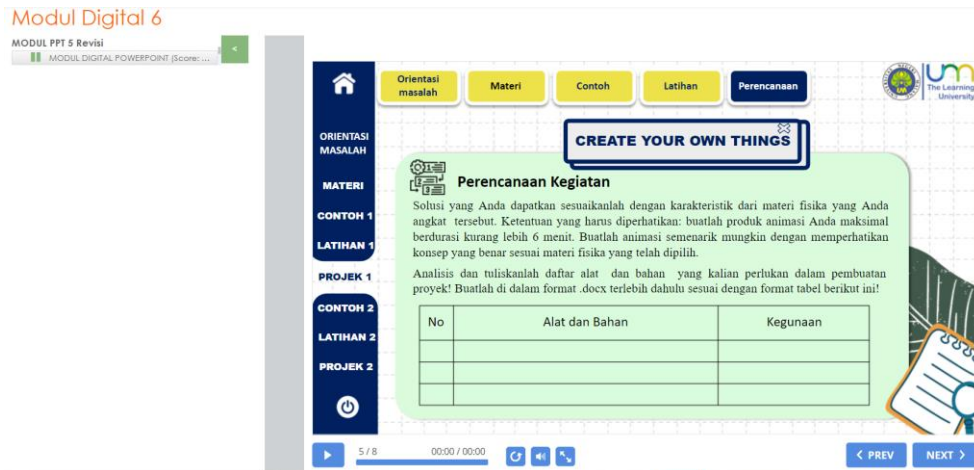 Modul Digital 6
MODUL PPT 5 Revisi
MODUL DIGITAL POWERPOINT (Score: ...
<
Orientasi masalah
Materi
Contoh
Latihan
Perencanaan
UM
The Learning
University
ORIENTASI
MASALAH
MATERI
CONTOH 1
LATIHAN 1
PROJEK 1
CONTOH 2
LATIHAN 2
PROJEK 2
CREATE YOUR OWN THINGS
Perencanaan Kegiatan
Solusi yang Anda dapatkan sesuaikanlah dengan karakteristik dari materi fisika yang Anda
angkat tersebut. Ketentuan yang harus diperhatikan: buatlah produk animasi Anda maksimal
berdurasi kurang lebih 6 menit. Buatlah animasi semenarik mungkin dengan memperhatikan
konsep yang benar sesuai materi fisika yang telah dipilih.
Analisis dan tuliskanlah daftar alat dan bahan yang kalian perlukan dalam pembuatan
proyek! Buatlah di dalam format .docx terlebih dahulu sesuai dengan format tabel berikut ini!
No Alat dan Bahan Kegunaan
5 / 8 00:00 / 00:00
< PREV NEXT >